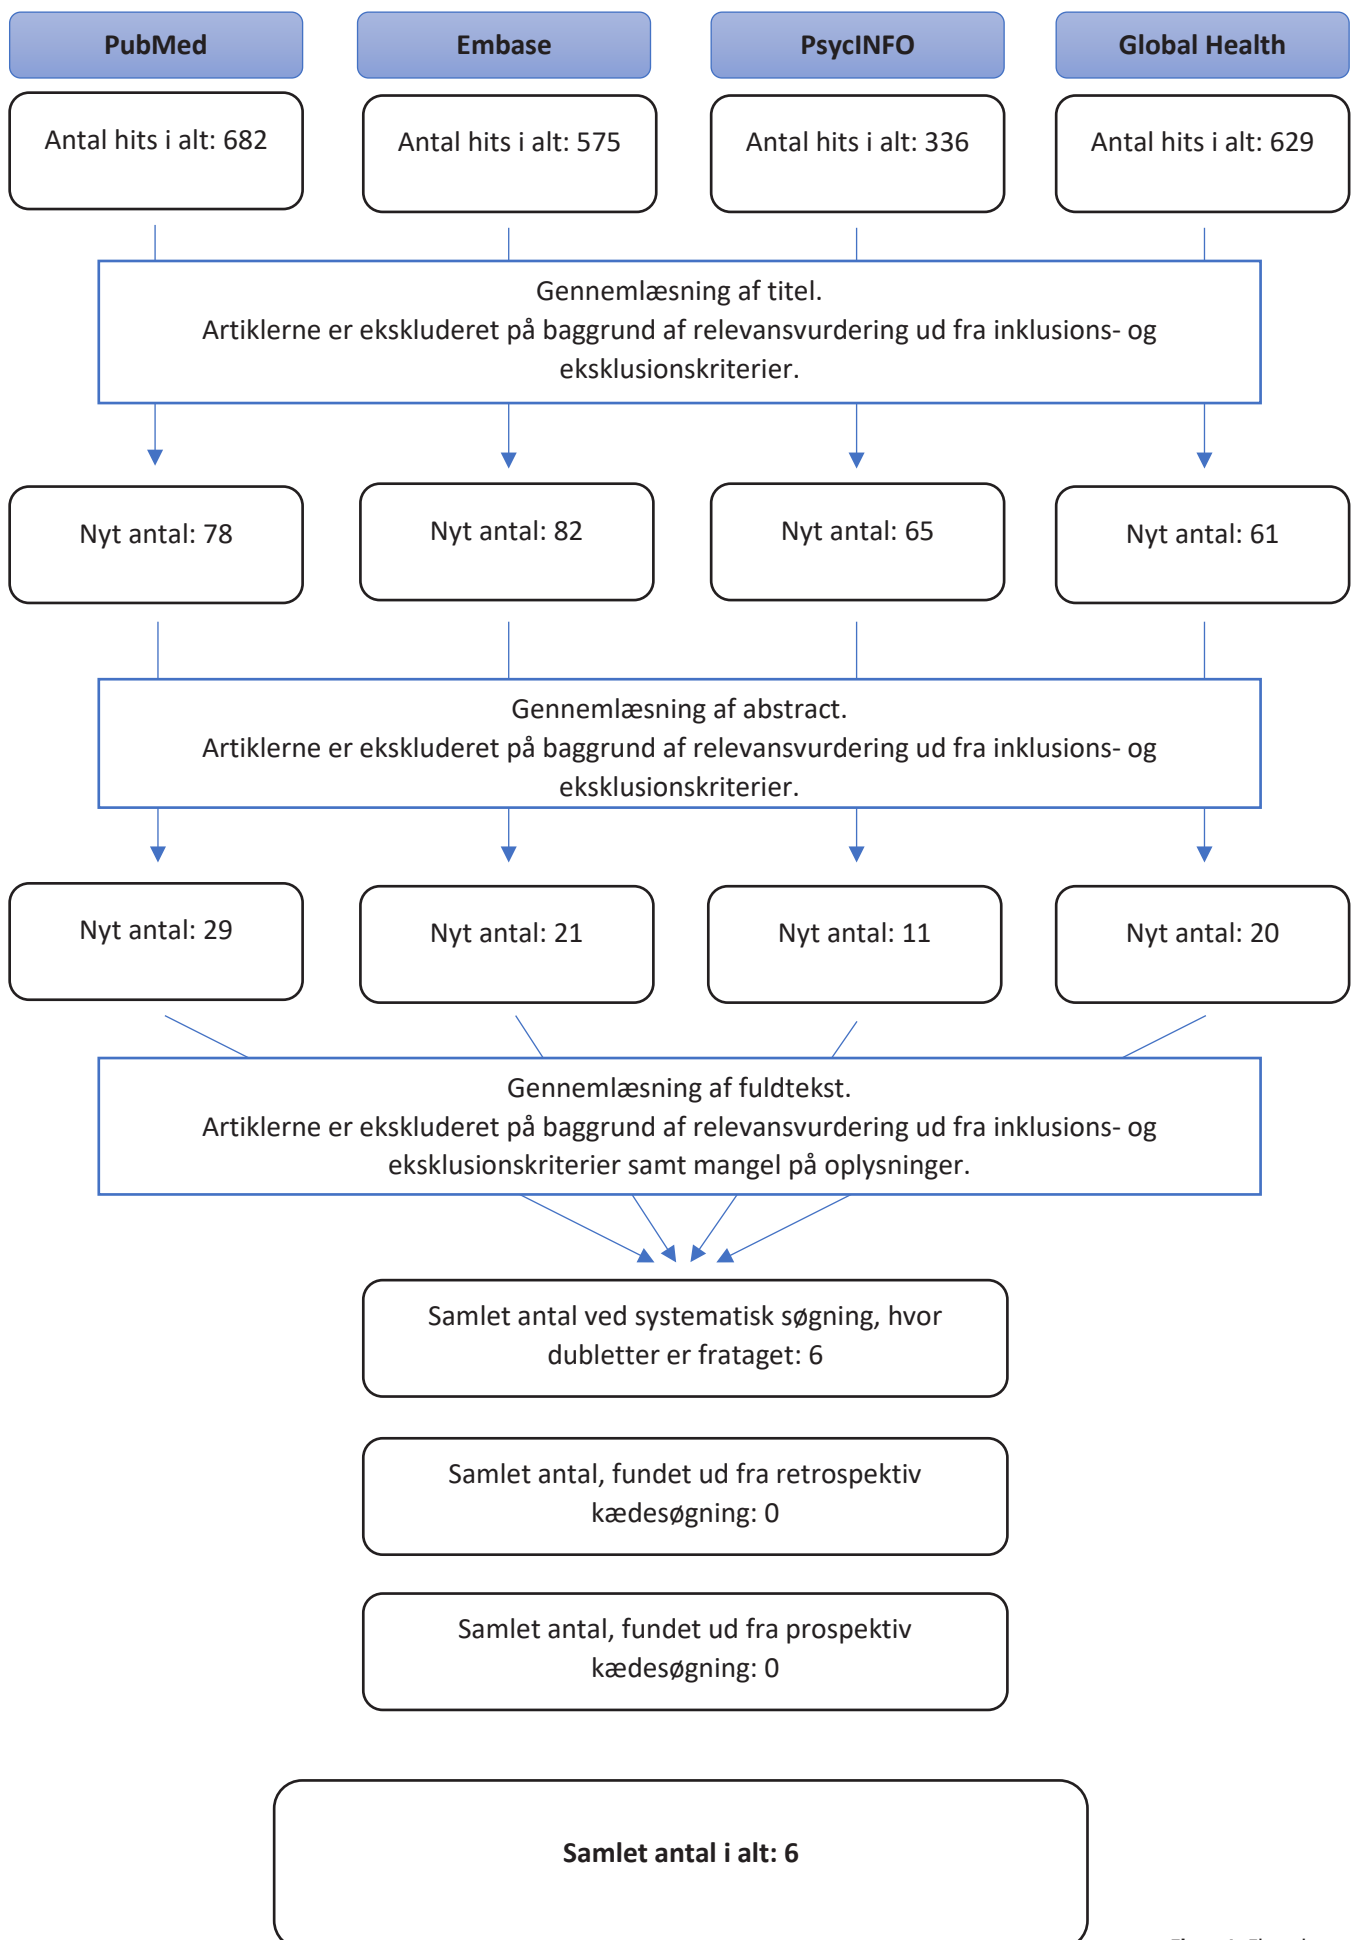 PubMed
Embase
PsycINFO
Global Health
Antal hits i alt: 682
Antal hits i alt: 575
Antal hits i alt: 336
Antal hits i alt: 629
Gennemlæsning af titel.
Artiklerne er ekskluderet på baggrund af relevansvurdering ud fra inklusions- og
eksklusionskriterier.
Nyt antal: 78
Nyt antal: 82
Nyt antal: 65
Nyt antal: 61
Gennemlæsning af abstract.
Artiklerne er ekskluderet på baggrund af relevansvurdering ud fra inklusions- og
eksklusionskriterier.
Nyt antal: 29
Nyt antal: 21
Nyt antal: 11
Nyt antal: 20
Gennemlæsning af fuldtekst.
Artiklerne er ekskluderet på baggrund af relevansvurdering ud fra inklusions- og
eksklusionskriterier samt mangel på oplysninger.
Samlet antal ved systematisk søgning, hvor
dubletter er frataget: 6
Samlet antal, fundet ud fra retrospektiv
kædesøgning: 0
Samlet antal, fundet ud fra prospektiv
kædesøgning: 0
Samlet antal i alt: 6